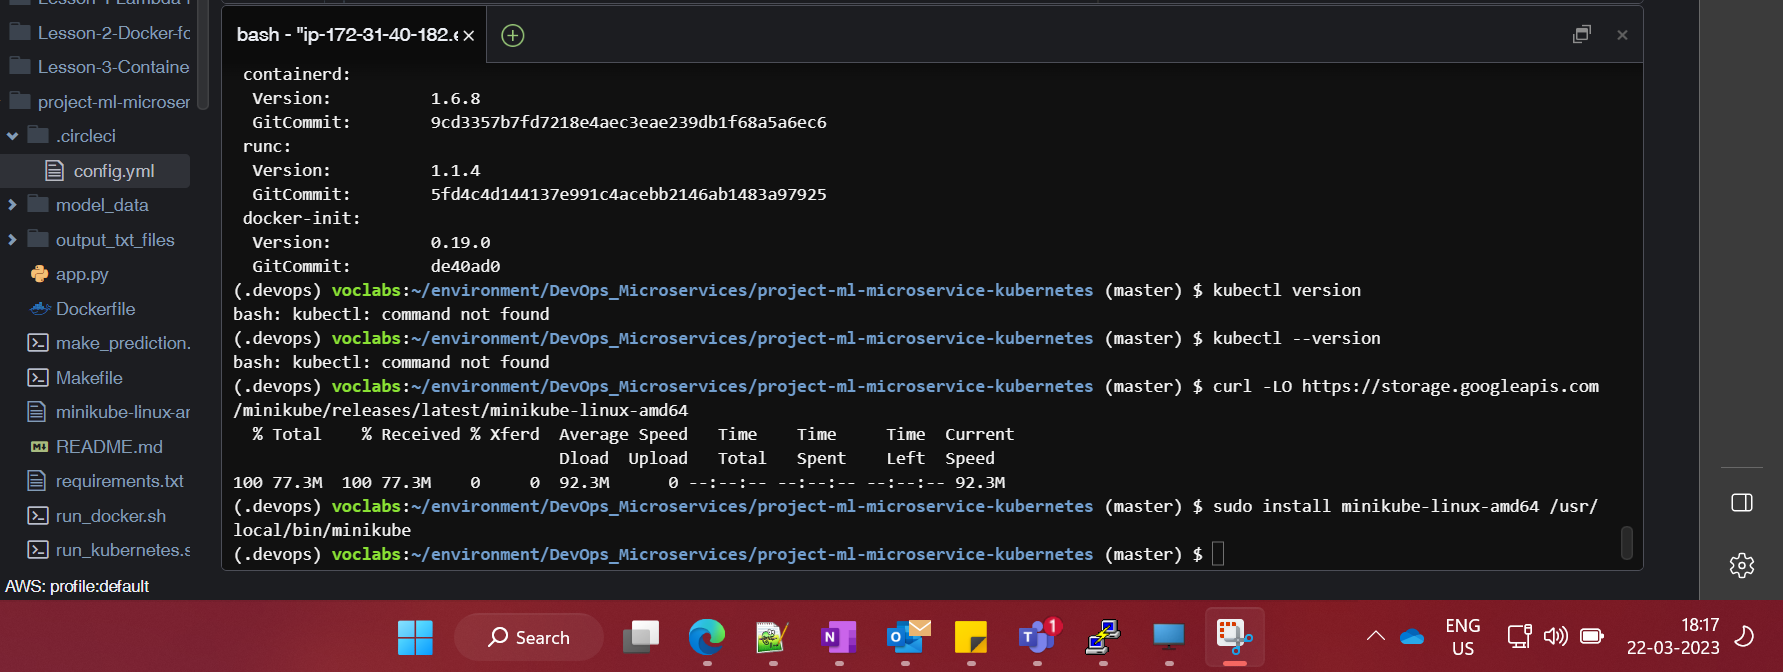 Lesson-2-Docker-fo
Lesson-3-Containe
project-ml-microser
.circleci
config.yml
model_data
output_txt_files
app.py
Dockerfile
make_prediction.
Makefile
minikube-linux-ar
README.md
requirements.txt
run_docker.sh
run_kubernetes.s
AWS: profile:default
bash - "ip-172-31-40-182.e
containerd:
Version: 1.6.8
GitCommit: 9cd3357b7fd7218e4aec3eae239db1f68a5a6ec6
runc:
Version: 1.1.4
GitCommit: 5fd4c4d144137e991c4acebb2146ab1483a97925
docker-init:
Version: 0.19.0
GitCommit: de40ad0
(.devops) voclabs:~/environment/DevOps_Microservices/project-ml-microservice-kubernetes (master) $ kubectl version
bash: kubectl: command not found
(.devops) voclabs:~/environment/DevOps_Microservices/project-ml-microservice-kubernetes (master) $ kubectl --version
bash: kubectl: command not found
(.devops) voclabs:~/environment/DevOps_Microservices/project-ml-microservice-kubernetes (master) $ curl -LO https://storage.googleapis.com
/minikube/releases/latest/minikube-linux-amd64
% Total % Received % Xferd Average Speed Time Time Time Current
Dload Upload Total Spent Left Speed
100 77.3M 100 77.3M 0 0 92.3M 0 --:--:-- --:--:-- --:--:-- 92.3M
(.devops) voclabs:~/environment/DevOps_Microservices/project-ml-microservice-kubernetes (master) $ sudo install minikube-linux-amd64 /usr/
local/bin/minikube
(.devops) voclabs:~/environment/DevOps_Microservices/project-ml-microservice-kubernetes (master) $
Search
1
ENG
US
18:17
22-03-2023